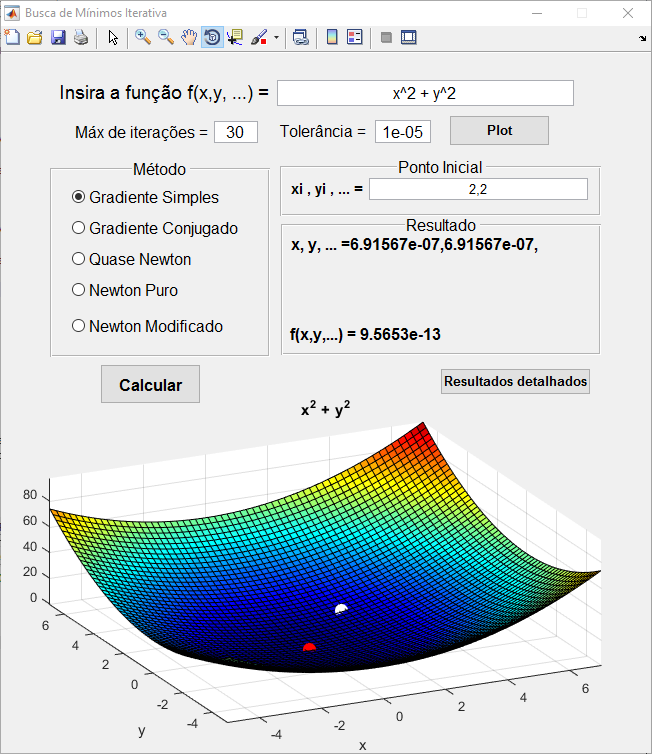 Busca de Mínimos Iterativa
Insira a função f(x,y, ...) = x^2 + y^2
Máx de iterações = 30 Tolerância = 1e-05 Plot
Método
Gradiente Simples
Gradiente Conjugado
Quase Newton
Newton Puro
Newton Modificado
Ponto Inicial
xi , yi , ... = 2,2
Resultado
x, y, ... =6.91567e-07,6.91567e-07,
f(x,y,...) = 9.5653e-13
Calcular
Resultados detalhados
x² + y²
80
60
40
20
0
6
4
2
0
-2
-4
y
-4
-2
0
2
4
6
x